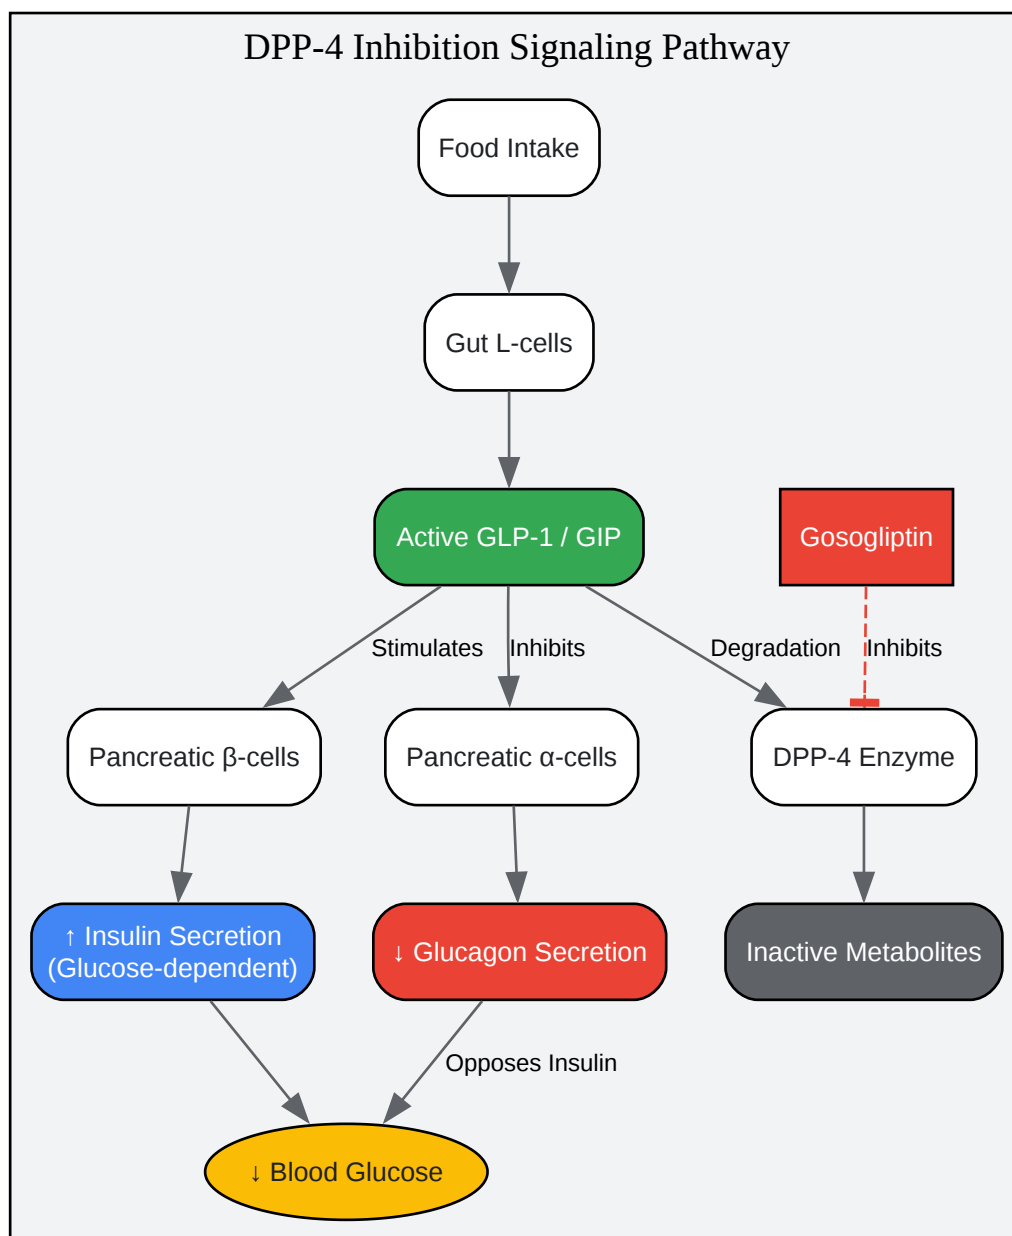 DPP-4 Inhibition Signaling Pathway
Food Intake
Gut L-cells
Active GLP-1 / GIP
Gosogliptin
Stimulates
Inhibits
Degradation
Inhibits
Pancreatic β-cells
Pancreatic α-cells
DPP-4 Enzyme
↑ Insulin Secretion
(Glucose-dependent)
↓ Glucagon Secretion
Inactive Metabolites
Opposes Insulin
↓ Blood Glucose